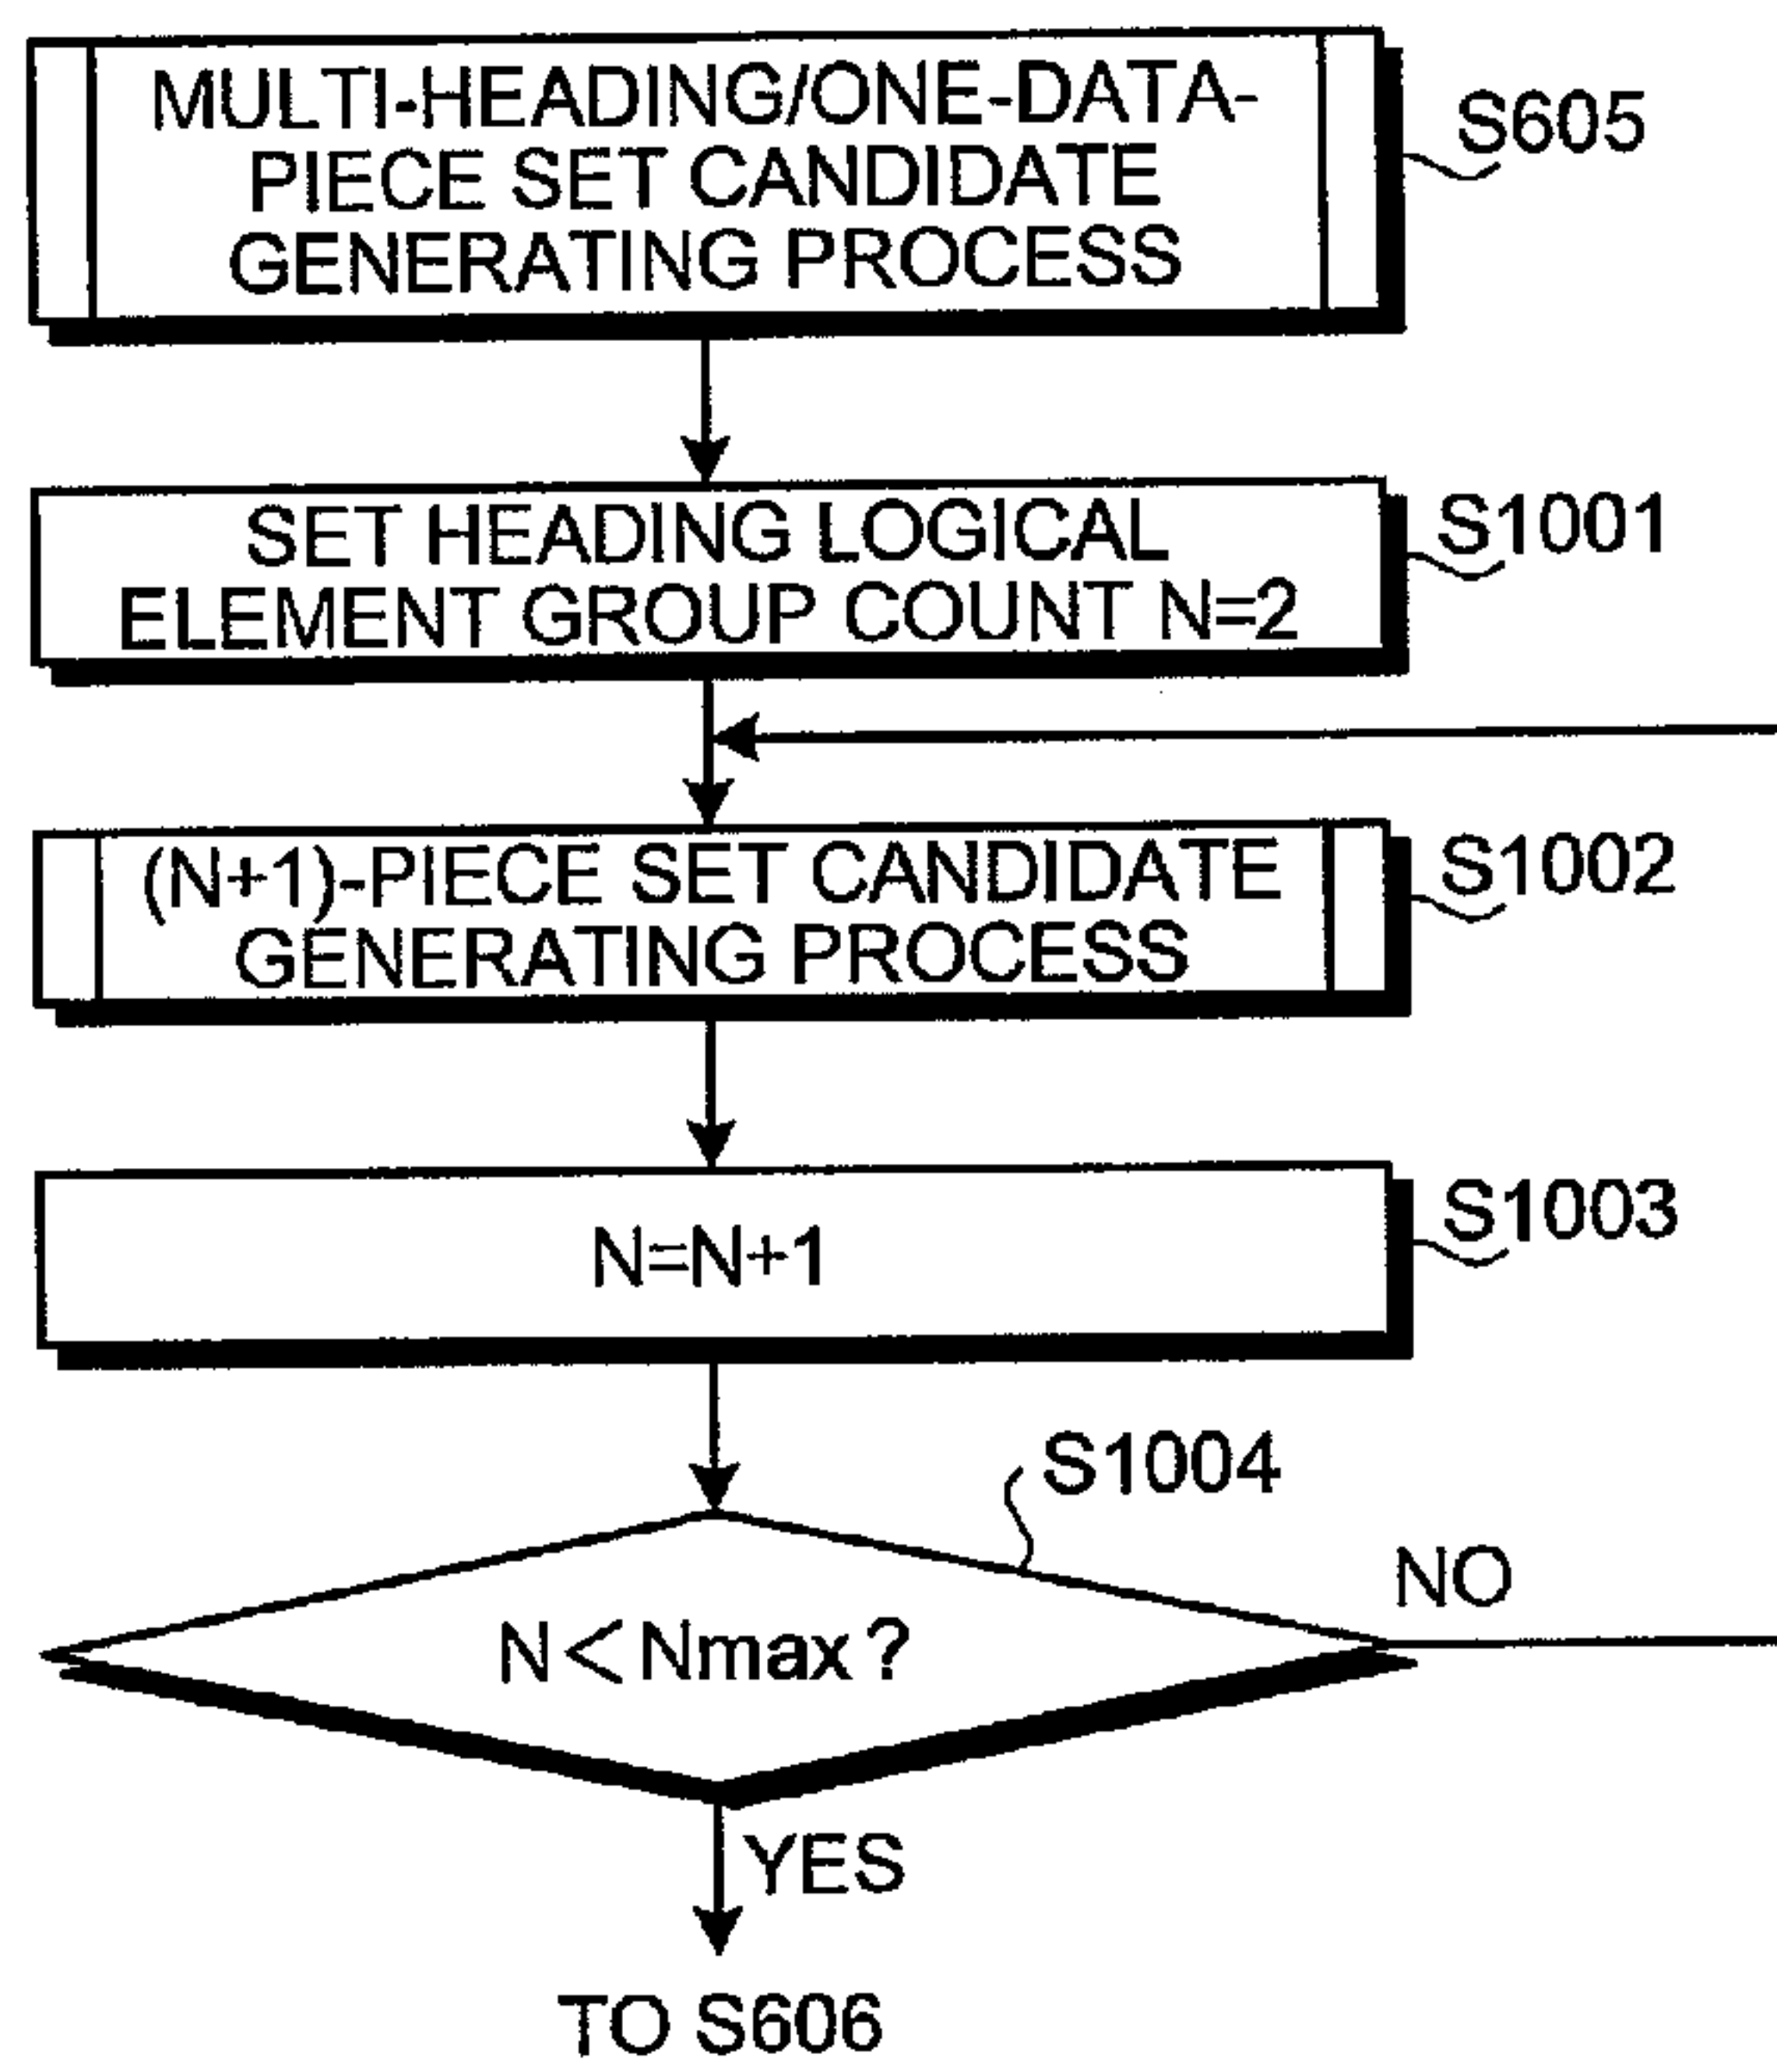 MULTI-HEADING/ONE-DATA-
PIECE SET CANDIDATE
GENERATING PROCESS
S605
SET HEADING LOGICAL
ELEMENT GROUP COUNT N=2
S1001
(N+1)-PIECE SET CANDIDATE
GENERATING PROCESS
S1002
N=N+1
S1003
S1004
N<Nmax?
NO
YES
TO S606